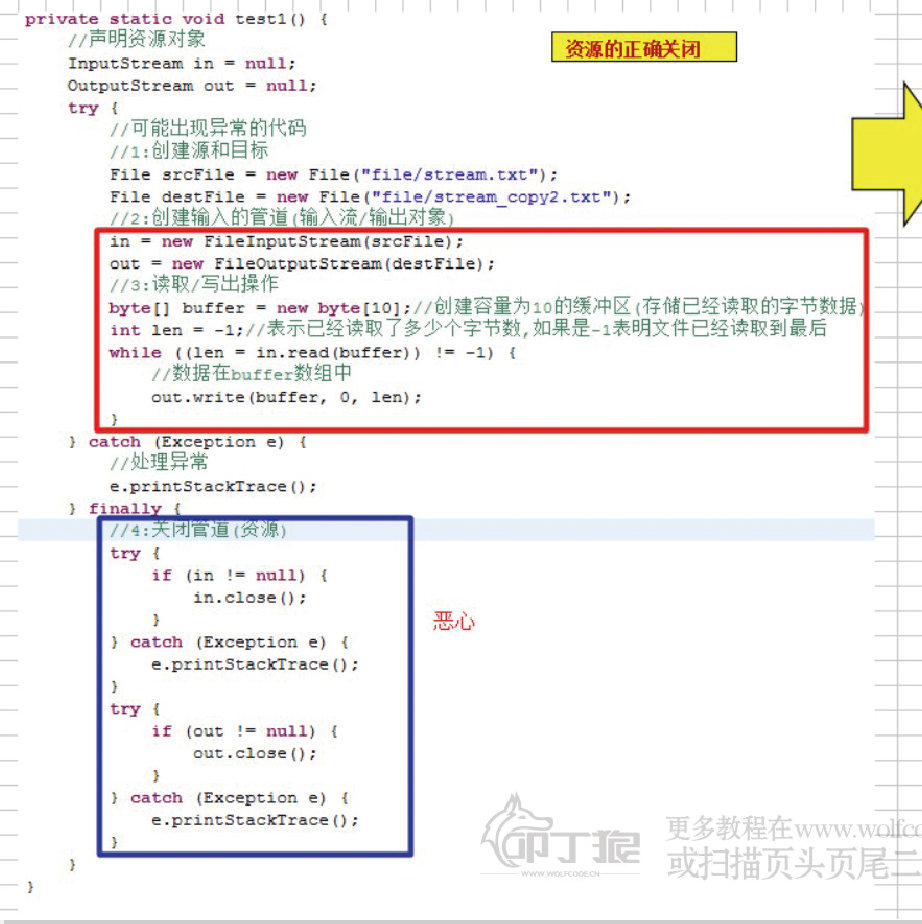 private static void test1() {
//声明资源对象
资源的正确关闭
InputStream in = null;
OutputStream out = null;
try {
//可能出现异常的代码
//1:创建源和目标
File srcFile = new File("file/stream.txt");
File destFile = new File("file/stream_copy2.txt");
//2:创建输入的管道(输入流/输出对象)
in = new FileInputStream(srcFile);
out = new FileOutputStream(destFile);
//3:读取/写出操作
byte[] buffer = new byte[10];//创建容量为10的缓冲区(存储已经读取的字节数据)
int len = -1;//表示已经读取了多少个字节数,如果是-1表明文件已经读取到最后
while ((len = in.read(buffer)) != -1) {
//数据在buffer数组中
out.write(buffer, 0, len);
}
} catch (Exception e) {
//处理异常
e.printStackTrace();
} finally {
//4:关闭管道(资源)
try {
if (in != null) {
in.close();
}
} catch (Exception e) {
e.printStackTrace();
}
try {
if (out != null) {
out.close();
}
} catch (Exception e) {
e.printStackTrace();
}
}
}
恶心
叩丁狼
WWW.WOLFCODE.CN
更多教程在www.wolfc
或扫描页头页尾二